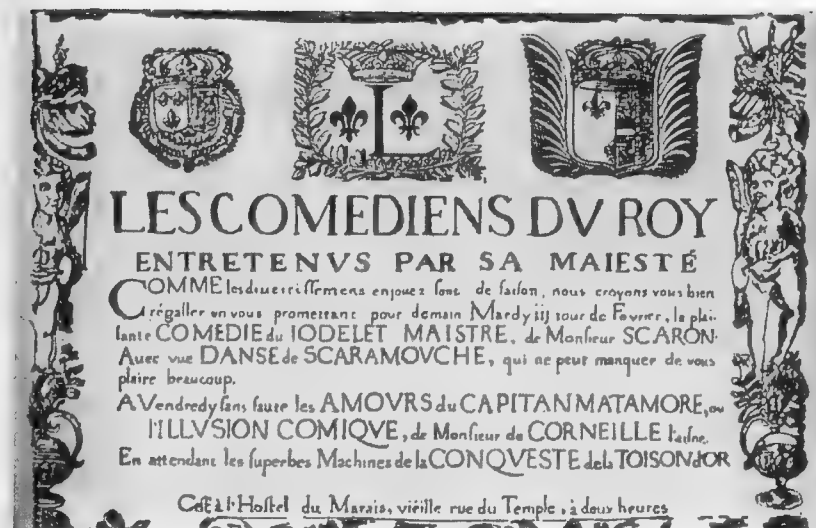 L
LES COMEDIENS DV ROY
ENTRETENVS PAR SA MAIESTÉ
COMME les diuertissemens enjouez sont de saison, nous croyons vous bien
régaller en vous promettant pour demain Mardy iij iour de Fevrier, la plai-
sante COMEDIE du IODELET MAISTRE, de Monsieur SCARON.
Auec vne DANSE de SCARAMOVCHE, qui ne peut manquer de vous
plaire beaucoup.
A Vendredy sans faute les AMOVRS du CAPITAN MATAMORE, ou
l'ILLVSION COMIQVE, de Monsieur de CORNEILLE l'aisne.
En attendant les superbes Machines de la CONQVESTE de la TOISON d'OR
C'est à l'Hostel du Marais, vieille rue du Temple, à deux heures